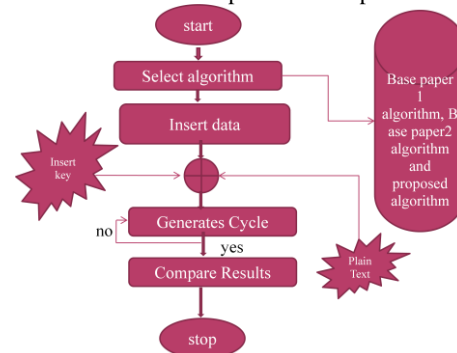 start
Select algorithm
Base paper
1
algorithm, B
ase paper2
algorithm
and
proposed
algorithm
Insert data
Insert
key
Generates Cycle
no
yes
Plain
Text
Compare Results
stop